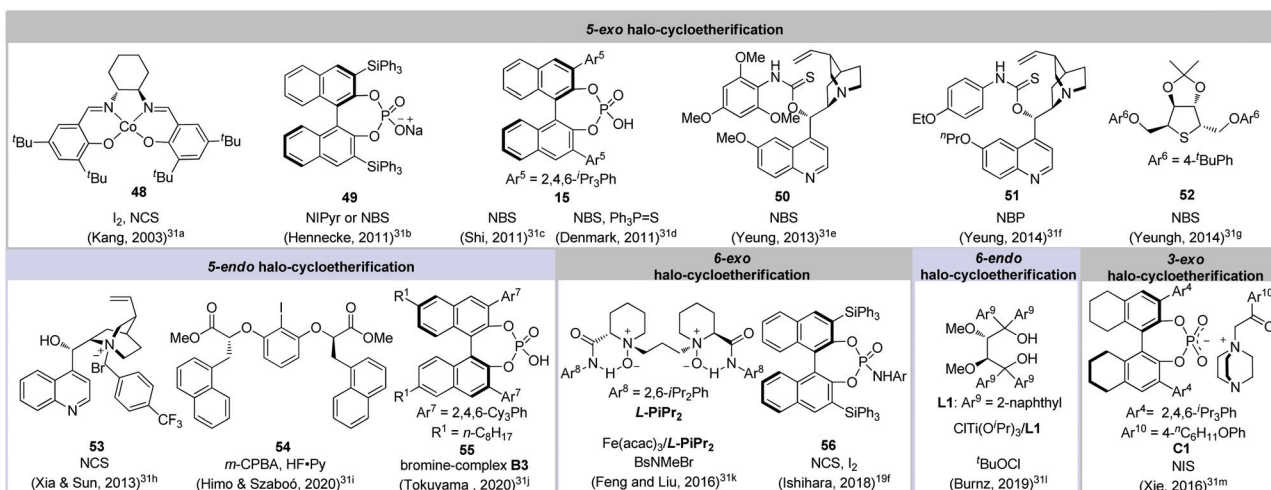 5-exo halo-cycloetherification
N
N
Co
O
O
tBu
tBu
tBu
tBu
48
I2, NCS
(Kang, 2003)31a
SiPh3
O
O
P
O
ONa
− +
SiPh3
49
NIPyr or NBS
(Hennecke, 2011)31b
Ar5
O
O
P
O
OH
Ar5
Ar5 = 2,4,6-iPr3Ph
15
NBS
(Shi, 2011)31c
NBS, Ph3P=S
(Denmark, 2011)31d
OMe
H
N
S
MeO
OMe
O
N
MeO
N
50
NBS
(Yeung, 2013)31e
H
N
S
EtO
O
N
nPrO
N
51
NBP
(Yeung, 2014)31f
O
O
Ar6O
S
OAr6
Ar6 = 4-tBuPh
52
NBS
(Yeungh, 2014)31g
5-endo halo-cycloetherification
HO
N
+
Br
−
N
CF3
53
NCS
(Xia & Sun, 2013)31h
O
MeO
O
I
O
O
OMe
54
m-CPBA, HF•Py
(Himo & Szaboó, 2020)31i
R1
Ar7
O
O
P
O
OH
R1
Ar7
Ar7 = 2,4,6-Cy3Ph
R1 = n-C8H17
55
bromine-complex B3
(Tokuyama , 2020)31j
6-exo
halo-cycloetherification
O
N
+
N
+
O
N
Ar8
H
O
−
O
−
H
N
Ar8
Ar8 = 2,6-iPr2Ph
L-PiPr2
Fe(acac)3/L-PiPr2
BsNMeBr
(Feng and Liu, 2016)31k
SiPh3
O
O
P
O
NHAr
SiPh3
56
NCS, I2
(Ishihara, 2018)19f
6-endo
halo-cycloetherification
Ar9
Ar9
MeO
OH
OH
MeO
Ar9
Ar9
L1: Ar9 = 2-naphthyl
ClTi(OiPr)3/L1
tBuOCl
(Burnz, 2019)31l
3-exo
halo-cycloetherification
Ar4
O
O
P
O
O
−
Ar4
Ar10
O
+
N
N
Ar4= 2,4,6-iPr3Ph
Ar10 = 4-nC6H11OPh
C1
NIS
(Xie, 2016)31m